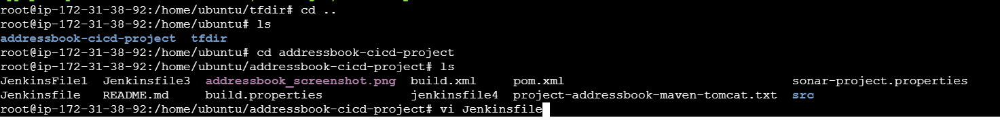 root@ip-172-31-38-92:/home/ubuntu/tfdir# cd ..
root@ip-172-31-38-92:/home/ubuntu# ls
addressbook-cicd-project  tfdir
root@ip-172-31-38-92:/home/ubuntu# cd addressbook-cicd-project
root@ip-172-31-38-92:/home/ubuntu/addressbook-cicd-project# ls
JenkinsFile1  Jenkinsfile3  addressbook_screenshot.png  build.xml  pom.xml  sonar-project.properties
Jenkinsfile  README.md  build.properties  jenkinsfile4  project-addressbook-maven-tomcat.txt  src
root@ip-172-31-38-92:/home/ubuntu/addressbook-cicd-project# vi Jenkinsfile